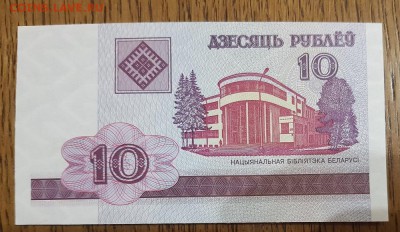 ДЗЕСЯЦЬ РУБЛЁЎ
10
НАЦЫЯНАЛЬНАЯ БІБЛІЯТЭКА БЕЛАРУСІ
10